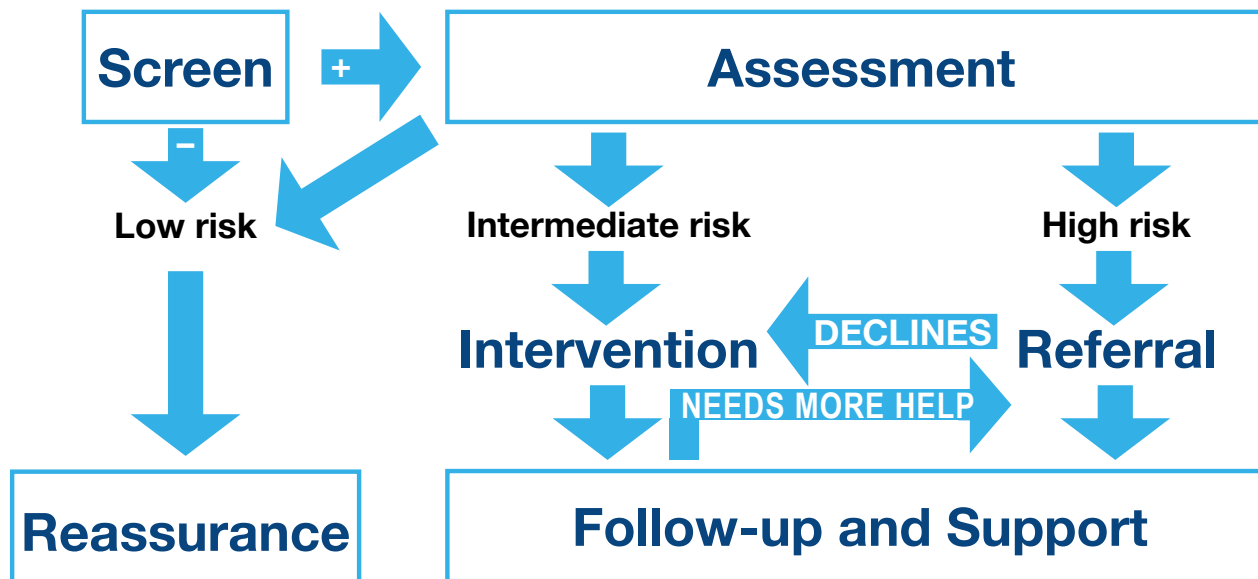 Screen
+
Assessment
–
Low risk
Intermediate risk
High risk
Intervention
DECLINES
Referral
NEEDS MORE HELP
Reassurance
Follow-up and Support